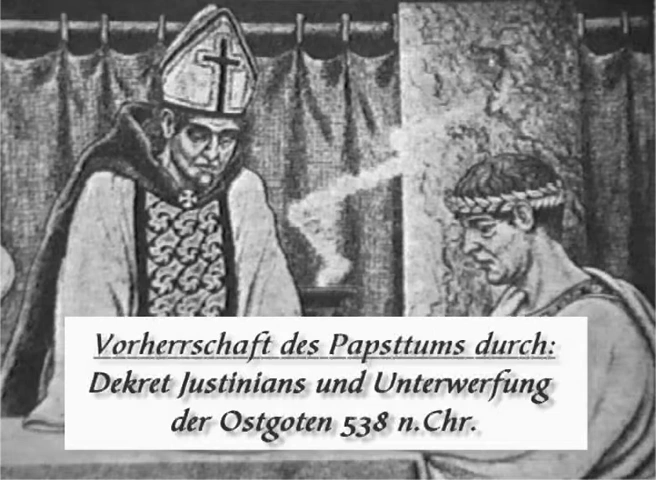 Vorherrschaft des Papsttums durch:
Dekret Justinians und Unterwerfung
der Ostgoten 538 n.Chr.